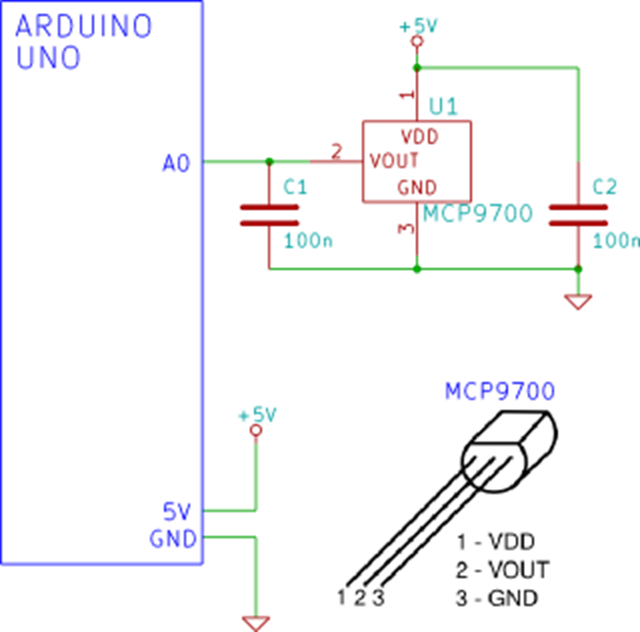 ARDUINO
UNO
+5V
1
U1
VDD
A0
2
VOUT
GND
3
MCP9700
C1
100n
C2
100n
MCP9700
+5V
5V
GND
1 - VDD
2 - VOUT
1 2 3
3 - GND